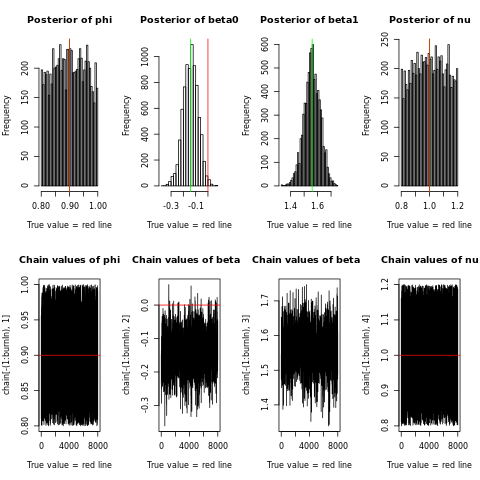 Posterior of phi
Posterior of beta0
Posterior of beta1
Posterior of nu
Frequency
0 50 100 150 200
0.80 0.90 1.00
True value = red line
Frequency
0 200 400 600 800 1000
-0.3 -0.1
True value = red line
Frequency
0 100 200 300 400 500 600
1.4 1.6
True value = red line
Frequency
0 50 100 150 200 250
0.8 1.0 1.2
True value = red line
Chain values of phi
Chain values of beta
Chain values of beta
Chain values of nu
chain[-(1:burnIn), 1]
0.80 0.85 0.90 0.95 1.00
0 4000 8000
True value = red line
chain[-(1:burnIn), 2]
-0.3 -0.2 -0.1 0.0
0 4000 8000
True value = red line
chain[-(1:burnIn), 3]
1.4 1.5 1.6 1.7
0 4000 8000
True value = red line
chain[-(1:burnIn), 4]
0.8 0.9 1.0 1.1 1.2
0 4000 8000
True value = red line